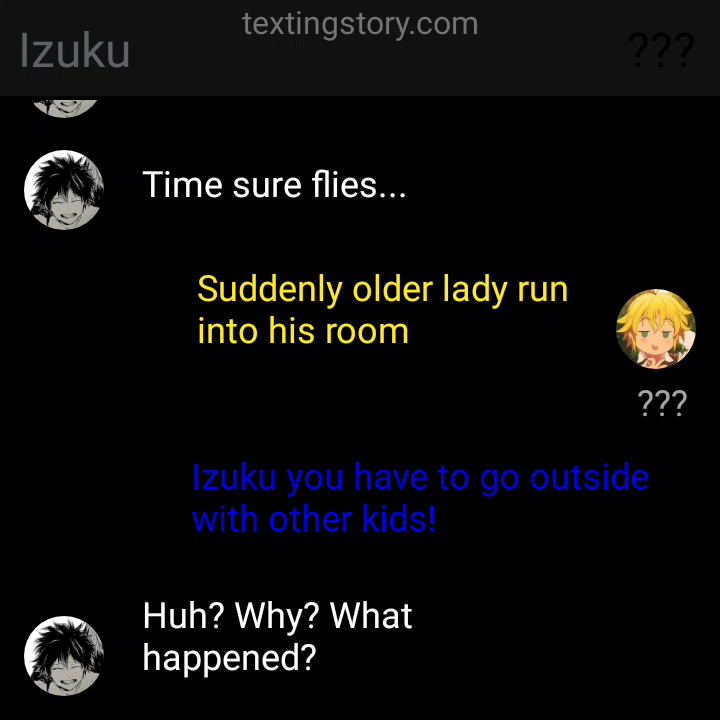 textingstory.com
Izuku
???
Time sure flies...
Suddenly older lady run
into his room
???
Izuku you have to go outside
with other kids!
Huh? Why? What
happened?